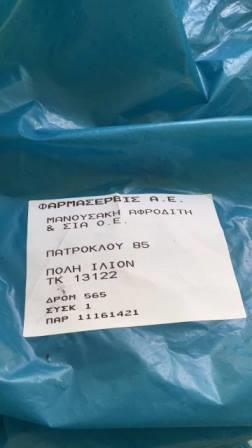 ΦΑΡΜΑΣΕΡΒΙΣ Α.Ε.
ΜΑΝΟΥΣΑΚΗ ΑΦΡΟΔΙΤΗ
& ΣΙΑ Ο.Ε.
ΠΑΤΡΟΚΛΟΥ 85
ΠΟΛΗ ΙΛΙΟΝ
ΤΚ 13122
ΔΡΟΜ 565
ΣΥΣΚ 1
ΠΑΡ 11161421